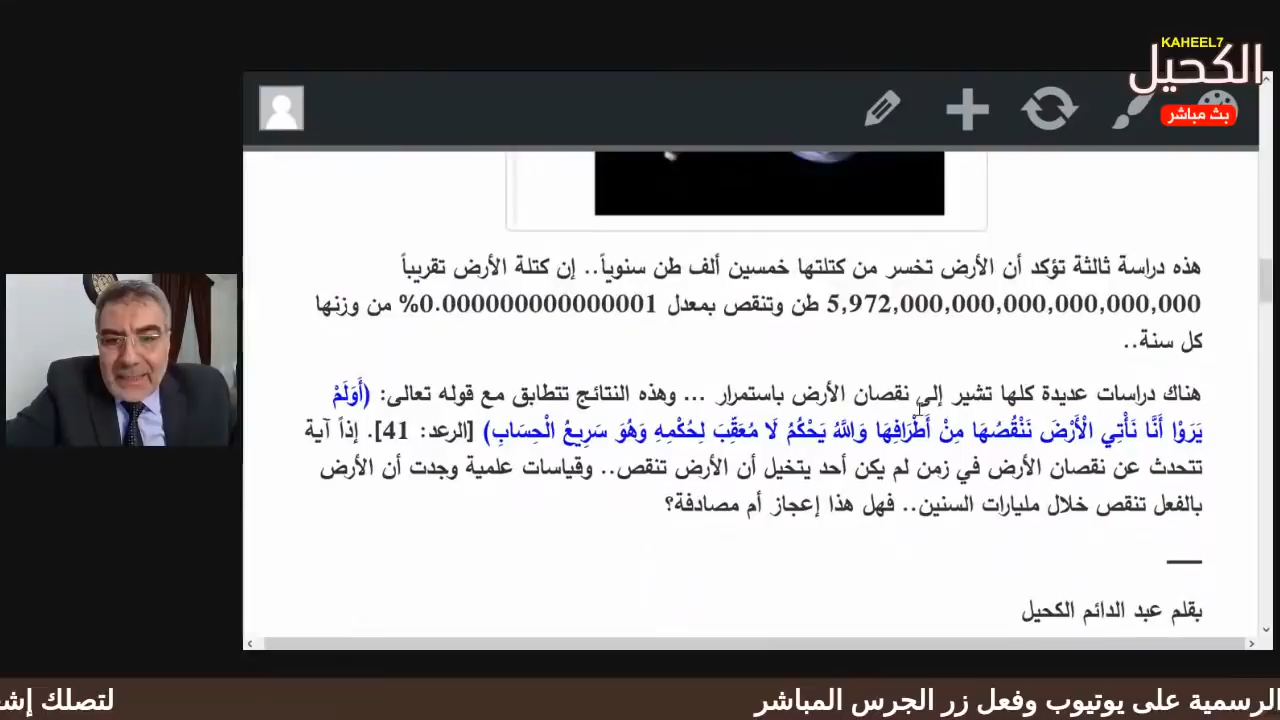 KAHEEL7
الكحيل
بث مباشر
هذه دراسة ثالثة تؤكد أن الأرض تخسر من كتلتها خمسين ألف طن سنوياً.. إن كتلة الأرض تقريباً
5,972,000,000,000,000,000,000 طن وتنقص بمعدل 0.000000000000001% من وزنها
كل سنة..
هناك دراسات عديدة كلها تشير إلى نقصان الأرض باستمرار ... وهذه النتائج تتطابق مع قوله تعالى: (أَوَلَمْ
يَرَوْا أَنَّا نَأْتِي الْأَرْضَ نَنْقُصُهَا مِنْ أَطْرَافِهَا وَاللَّهُ يَحْكُمُ لَا مُعَقِّبَ لِحُكْمِهِ وَهُوَ سَرِيعُ الْحِسَابِ) [الرعد: 41]. إذاً آية
تتحدث عن نقصان الأرض في زمن لم يكن أحد يتخيل أن الأرض تنقص.. وقياسات علمية وجدت أن الأرض
بالفعل تنقص خلال مليارات السنين.. فهل هذا إعجاز أم مصادفة؟
بقلم عبد الدائم الكحيل
الرسمية على يوتيوب وفعل زر الجرس المباشر لتصلك